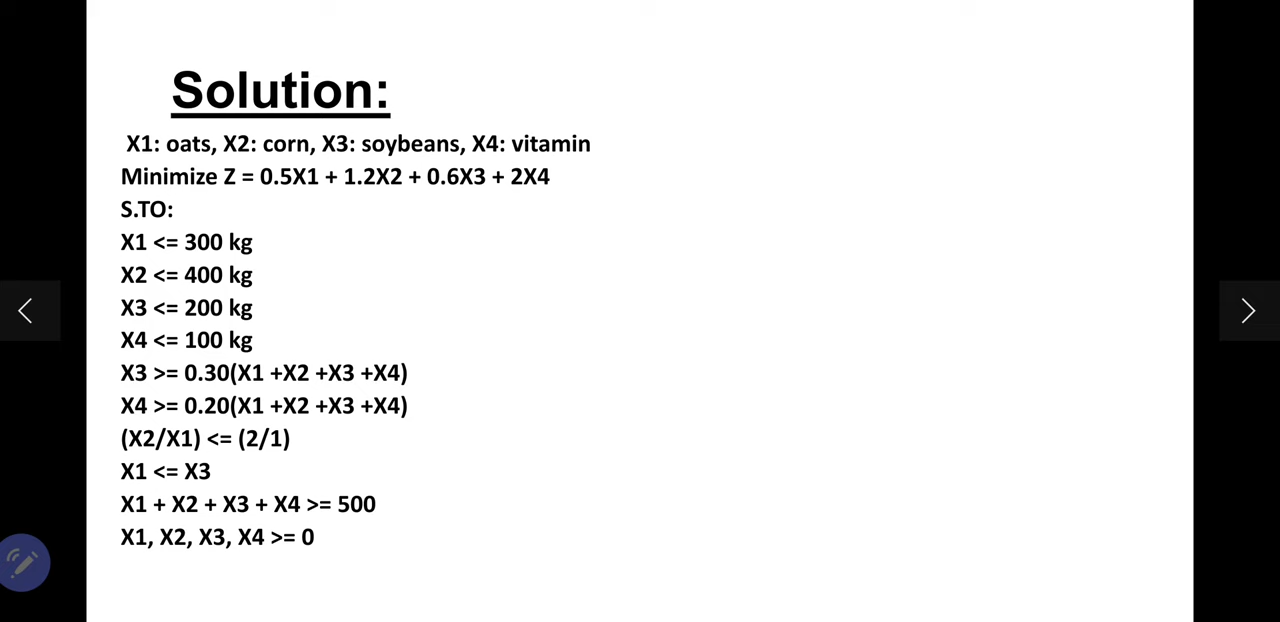 Solution:
X1: oats, X2: corn, X3: soybeans, X4: vitamin
Minimize Z = 0.5X1 + 1.2X2 + 0.6X3 + 2X4
S.TO:
X1 <= 300 kg
X2 <= 400 kg
X3 <= 200 kg
X4 <= 100 kg
X3 >= 0.30(X1 +X2 +X3 +X4)
X4 >= 0.20(X1 +X2 +X3 +X4)
(X2/X1) <= (2/1)
X1 <= X3
X1 + X2 + X3 + X4 >= 500
X1, X2, X3, X4 >= 0